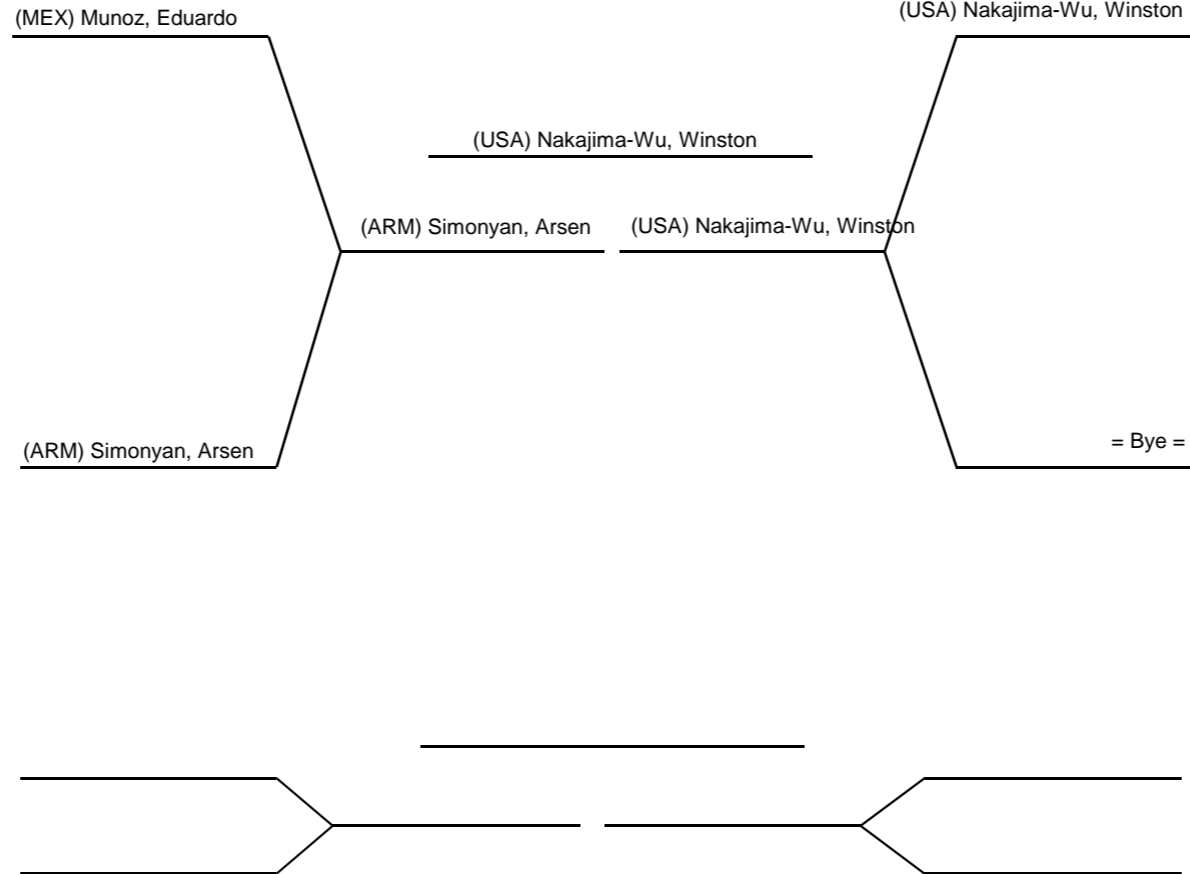 (MEX) Munoz, Eduardo
(USA) Nakajima-Wu, Winston
(USA) Nakajima-Wu, Winston
(ARM) Simonyan, Arsen
(USA) Nakajima-Wu, Winston
(ARM) Simonyan, Arsen
= Bye =